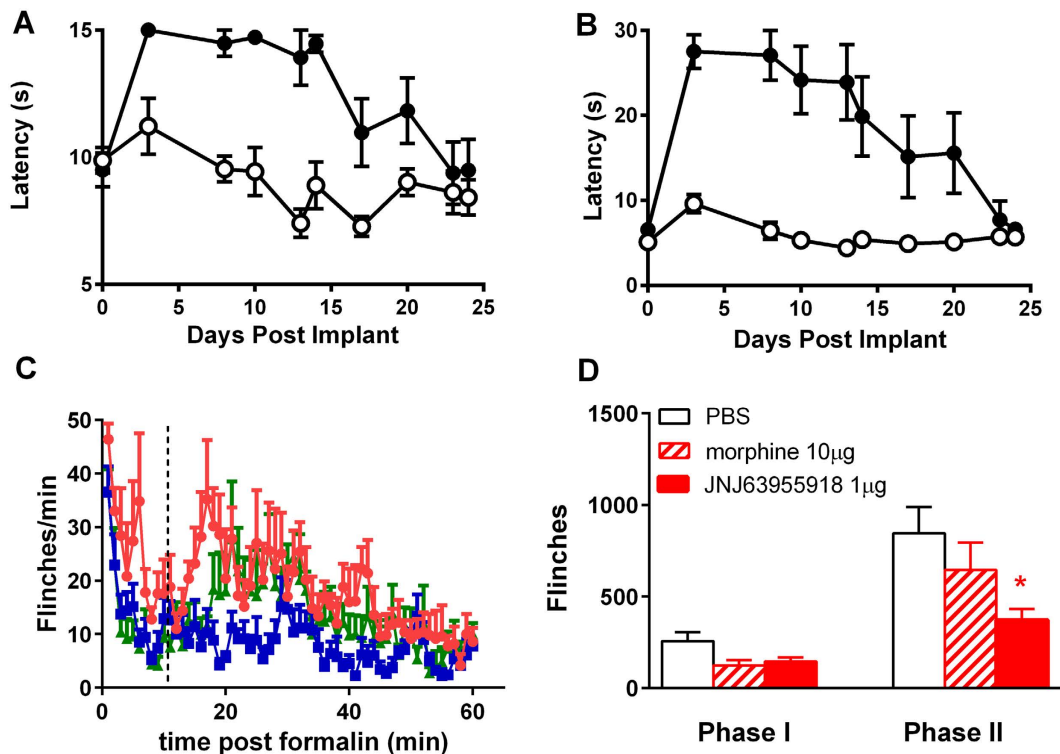 A
15
10
5
Latency (s)
0 5 10 15 20 25
Days Post Implant
B
30
20
10
0
Latency (s)
0 5 10 15 20 25
Days Post Implant
C
50
40
30
20
10
0
Flinches/min
0 20 40 60
time post formalin (min)
D
1500
1000
500
0
Flinches
PBS
morphine 10µg
JNJ63955918 1µg
*
Phase I Phase II